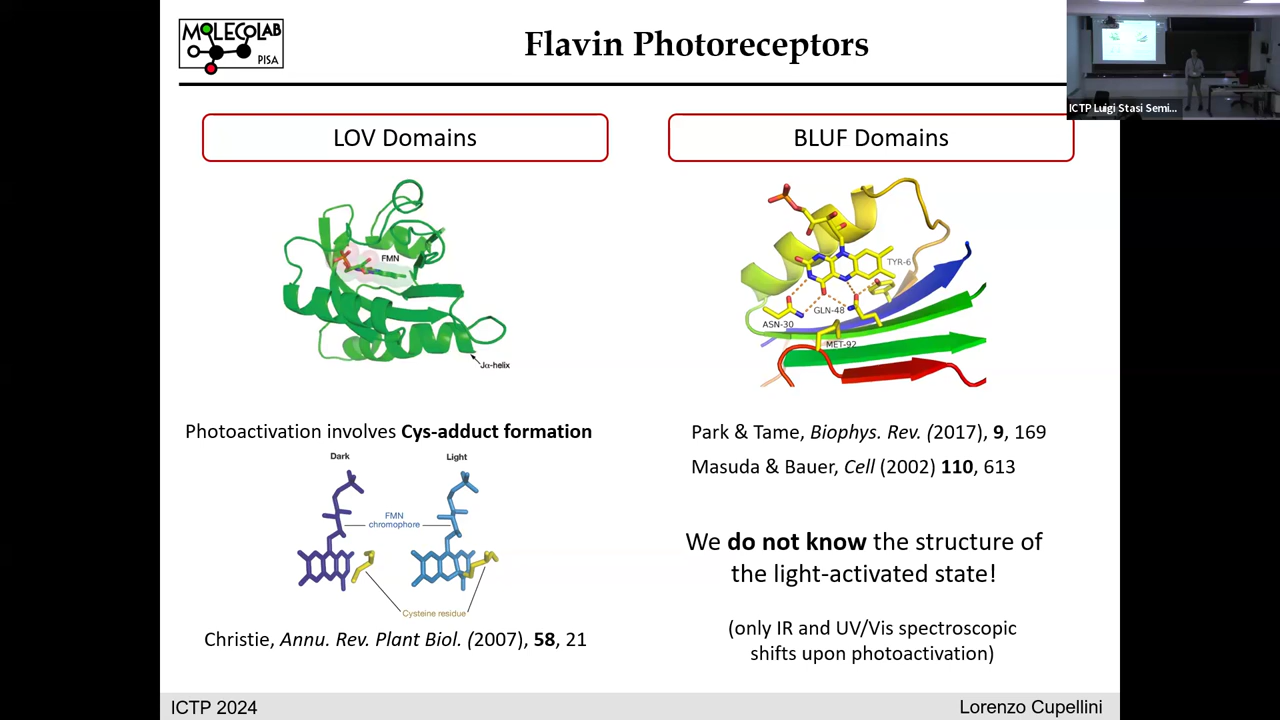 MOLECOLAB
PISA
Flavin Photoreceptors
ICTP Luigi Stasi Semi...
LOV Domains
FMN
Jα-helix
Photoactivation involves Cys-adduct formation
Dark
Light
FMN
chromophore
Cysteine residue
Christie, Annu. Rev. Plant Biol. (2007), 58, 21
BLUF Domains
TYR-6
ASN-30
GLN-48
MET-92
Park & Tame, Biophys. Rev. (2017), 9, 169
Masuda & Bauer, Cell (2002) 110, 613
We do not know the structure of
the light-activated state!
(only IR and UV/Vis spectroscopic
shifts upon photoactivation)
ICTP 2024
Lorenzo Cupellini